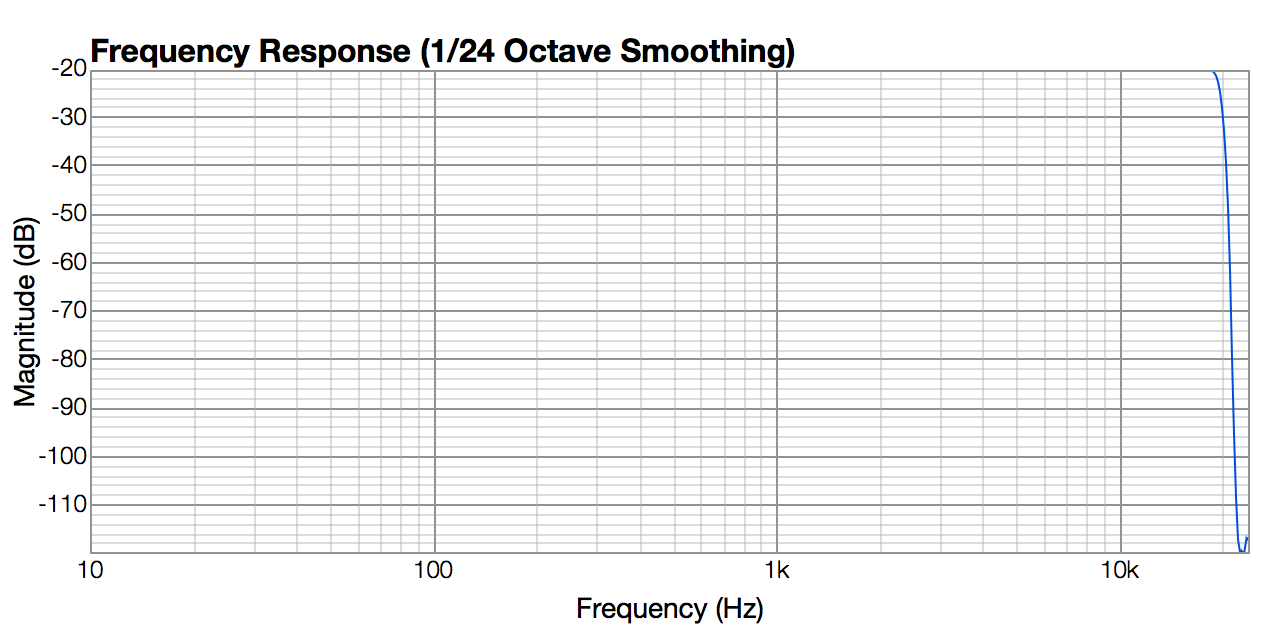 Frequency Response (1/24 Octave Smoothing)
-20
-30
-40
-50
-60
-70
-80
-90
-100
-110
Magnitude (dB)
10 100 1k 10k
Frequency (Hz)